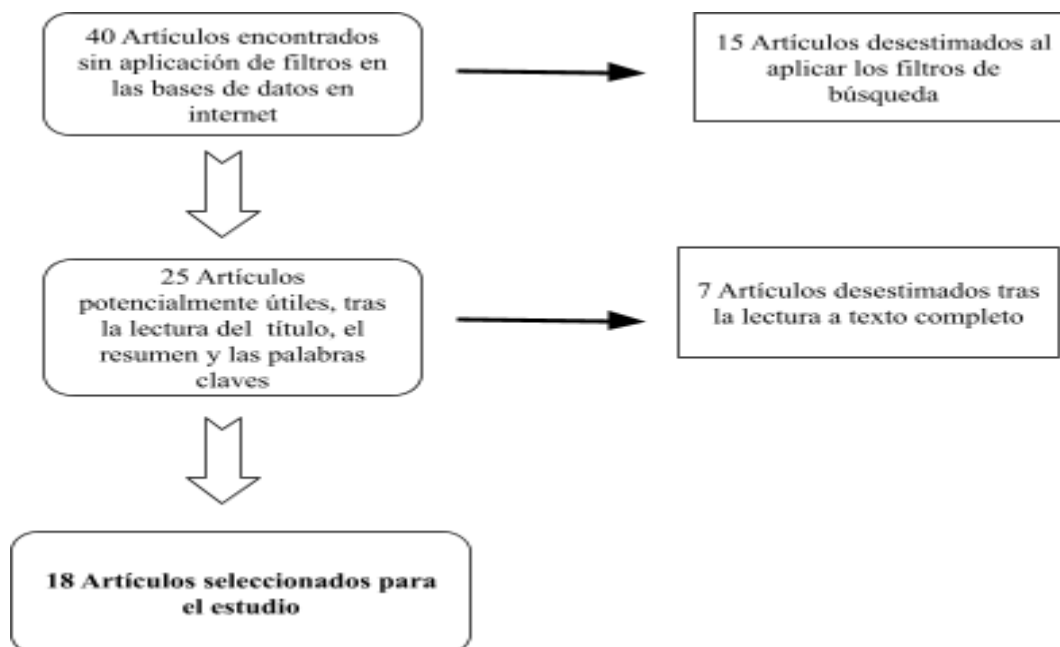 40 Artículos encontrados
sin aplicación de filtros en
las bases de datos en
internet
15 Artículos desestimados al
aplicar los filtros de
búsqueda
25 Artículos
potencialmente útiles, tras
la lectura del título, el
resumen y las palabras
claves
7 Artículos desestimados tras
la lectura a texto completo
18 Artículos seleccionados para
el estudio